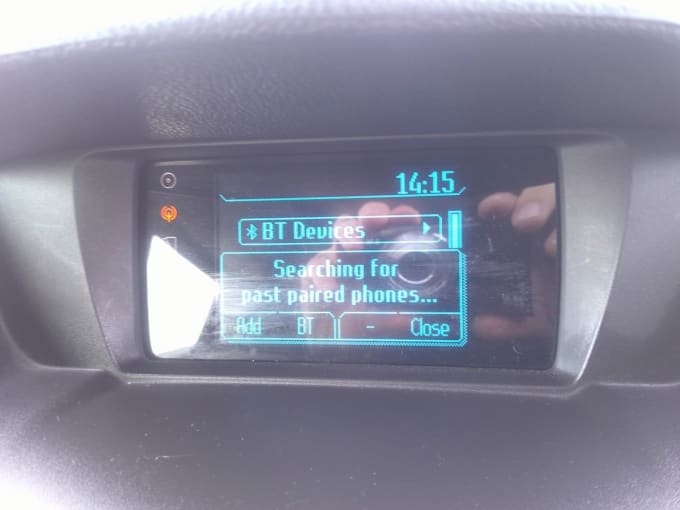 14:15
BT Devices
Searching for
past paired phones...
Add BT - Close